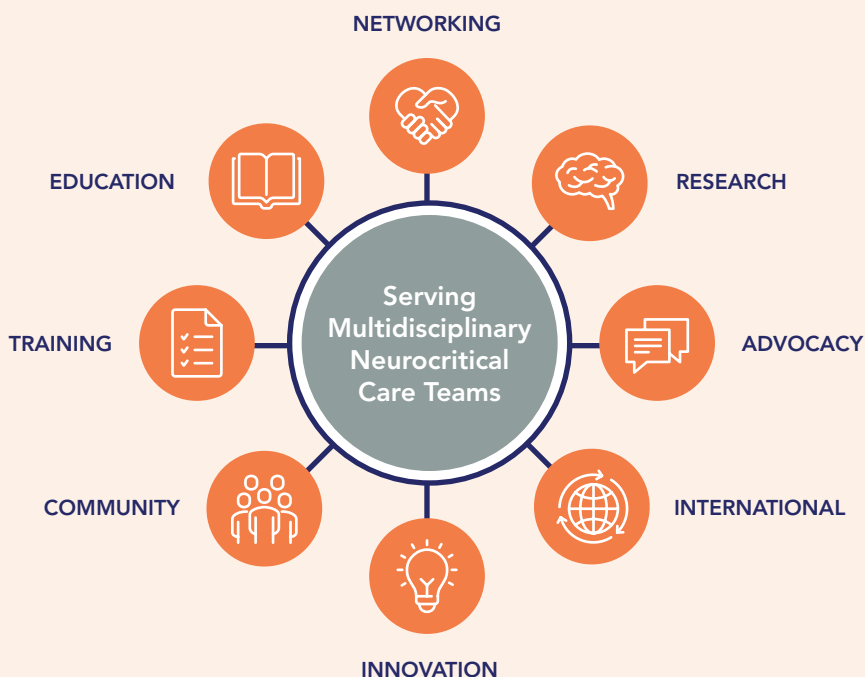 NETWORKING
EDUCATION
RESEARCH
Serving
Multidisciplinary
Neurocritical
Care Teams
TRAINING
ADVOCACY
COMMUNITY
INTERNATIONAL
INNOVATION